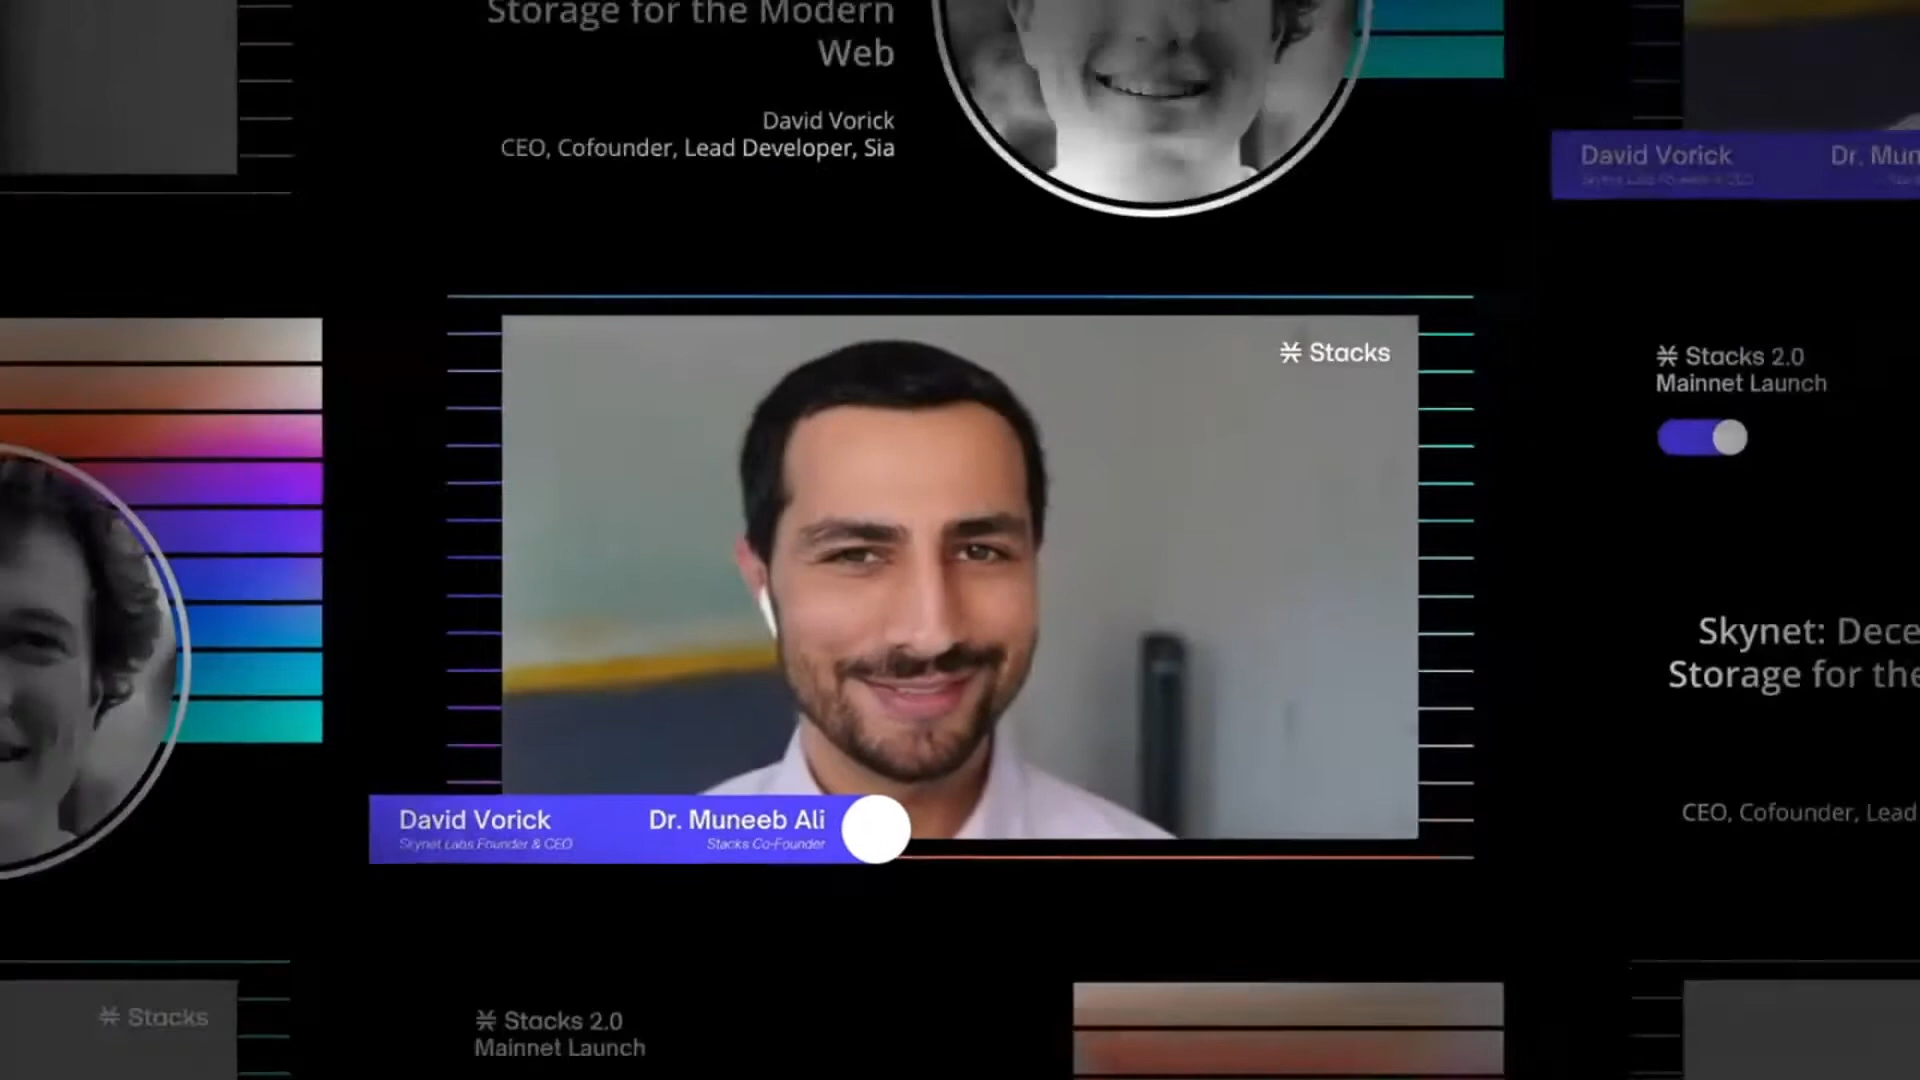 Storage for the Modern
Web
David Vorick
CEO, Cofounder, Lead Developer, Sia
David Vorick
Dr. Mun
Stacks
Stacks 2.0
Mainnet Launch
Skynet: Dece
Storage for the
CEO, Cofounder, Lead
David Vorick
Skynet Labs Founder & CEO
Dr. Muneeb Ali
Stacks Co-Founder
Stacks
Stacks 2.0
Mainnet Launch